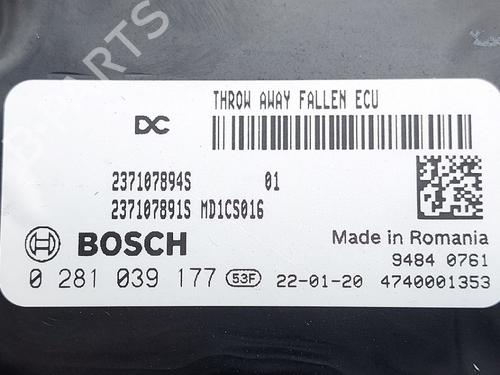 THROW AWAY FALLEN ECU
DC
237107894S 01
237107891S MD1CS016
BOSCH
Made in Romania
9484 0761
0 281 039 177 53F 22-01-20 4740001353
B-PARTS